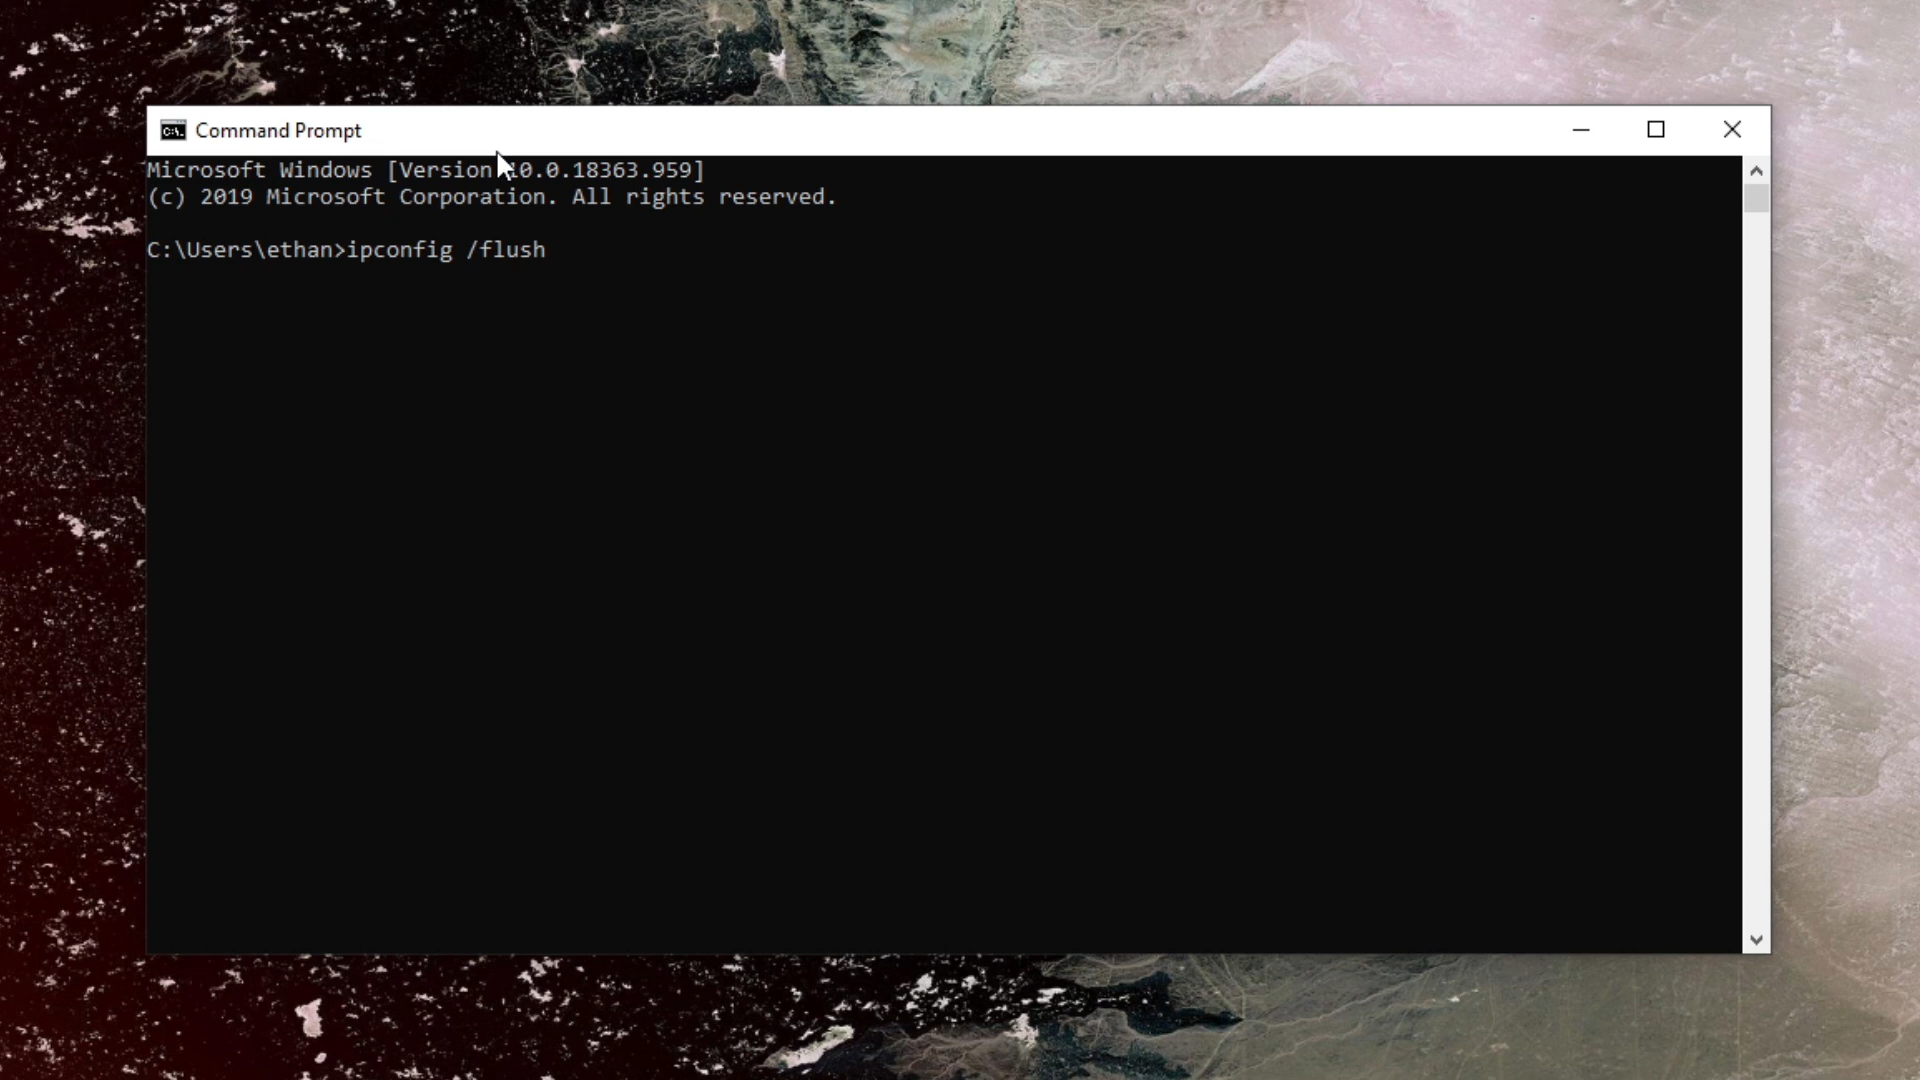 Command Prompt
Microsoft Windows [Version 10.0.18363.959]
(c) 2019 Microsoft Corporation. All rights reserved.
C:\Users\ethan>ipconfig /flush